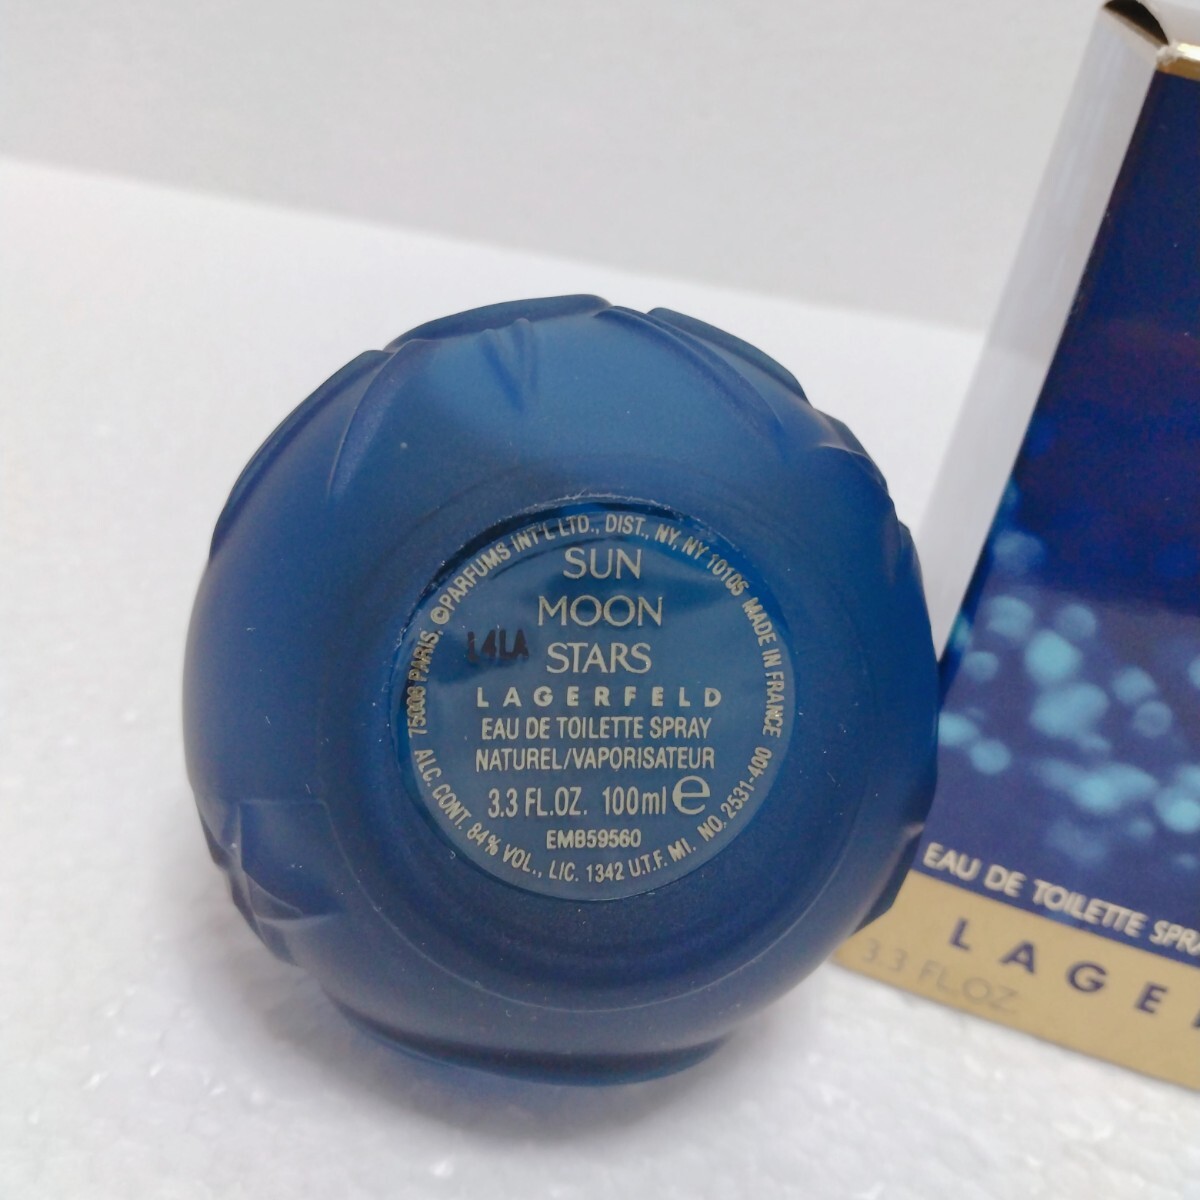 SUN
MOON
STARS
L4LA
LAGERFELD
EAU DE TOILETTE SPRAY
NATUREL/VAPORISATEUR
3.3 FL.OZ. 100ml e
EMB59560
75008 PARIS, ©PARFUMS INT'L LTD., DIST., NY, NY 10105 MADE IN FRANCE
ALC. CONT. 84% VOL., LIC. 1342 U.T.F. MI. NO. 2531-400
EAU DE TOILETTE SPRA
LAGE
3.3 FL.OZ